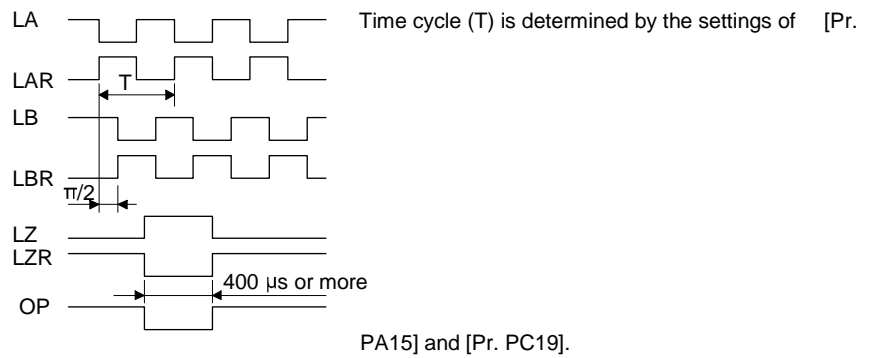 LA
Time cycle (T) is determined by the settings of [Pr.
LAR
T
LB
LBR
π/2
LZ
LZR
400 μs or more
OP
PA15] and [Pr. PC19].